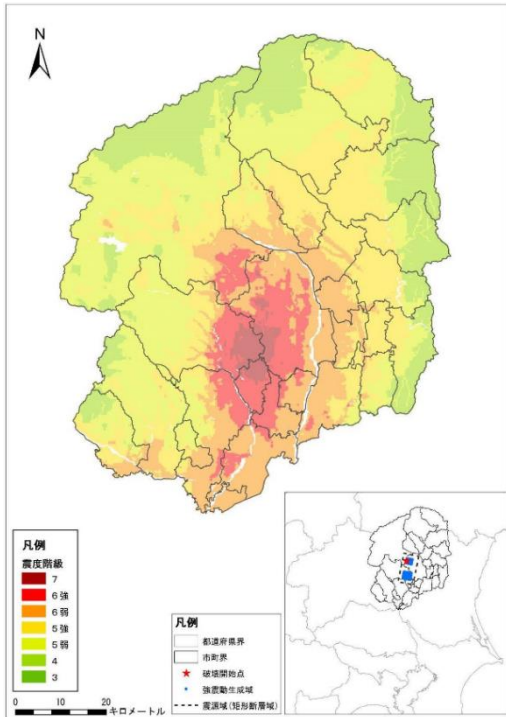 N
凡例
震度階級
7
6 強
6 弱
5 強
5 弱
4
3
0 5 10 20
キロメートル
凡例
都道府県界
市町界
破壊開始点
強震動生成域
震源域(矩形断層域)